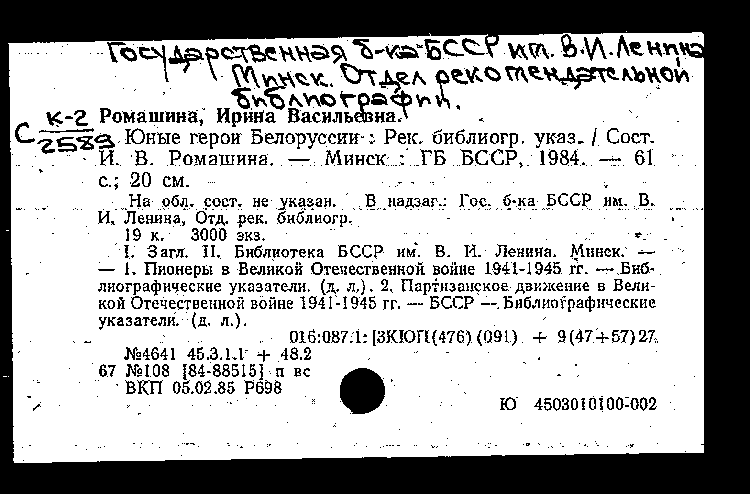 Государственная б-ка БССР им. В.И. Ленина
Минск. Отдел рекомендательной
библиографии.
К-2 Ромашина, Ирина Васильевна.
С 2589 Юные герои Белоруссии : Рек. библиогр. указ. / Сост.
И. В. Ромашина. — Минск : ГБ БССР, 1984. — 61
с.; 20 см.
На обл. сост. не указан. В надзаг.: Гос. б-ка БССР им. В.
И. Ленина, Отд. рек. библиогр.
19 к. 3000 экз.
I. Загл. II. Библиотека БССР им. В. И. Ленина. Минск. —
— 1. Пионеры в Великой Отечественной войне 1941-1945 гг. — Биб-
лиографические указатели. (д. л.). 2. Партизанское движение в Вели-
кой Отечественной войне 1941-1945 гг. — БССР — Библиографические
указатели. (д. л.).
016:087.1: [3КЮП(476) (091) + 9(47+57)27
№4641 45.3.1.1 + 48.2
67 №108 [84-88515] п вс
ВКП 05.02.85 Р698
Ю 4503010100-002